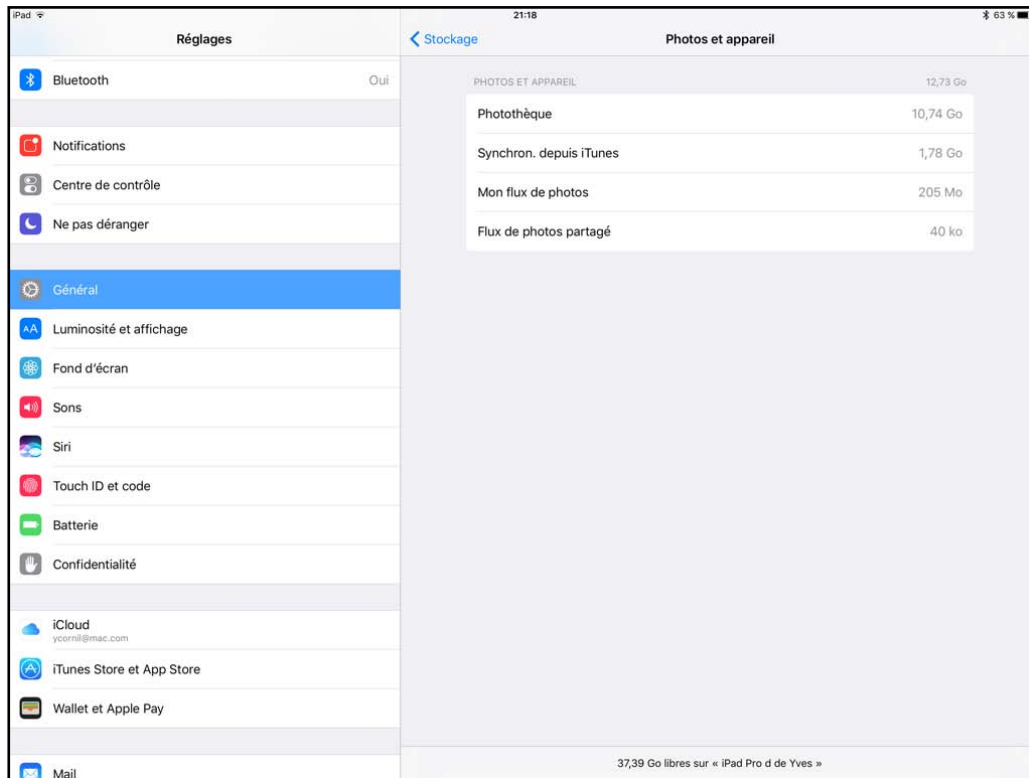 iPad 21:18 63 %
Réglages
Bluetooth Oui
Notifications
Centre de contrôle
Ne pas déranger
Général
Luminosité et affichage
Fond d'écran
Sons
Siri
Touch ID et code
Batterie
Confidentialité
iCloud
ycornil@mac.com
iTunes Store et App Store
Wallet et Apple Pay
Mail
Stockage Photos et appareil
PHOTOS ET APPAREIL 12,73 Go
Photothèque 10,74 Go
Synchron. depuis iTunes 1,78 Go
Mon flux de photos 205 Mo
Flux de photos partagé 40 ko
37,39 Go libres sur « iPad Pro d de Yves »